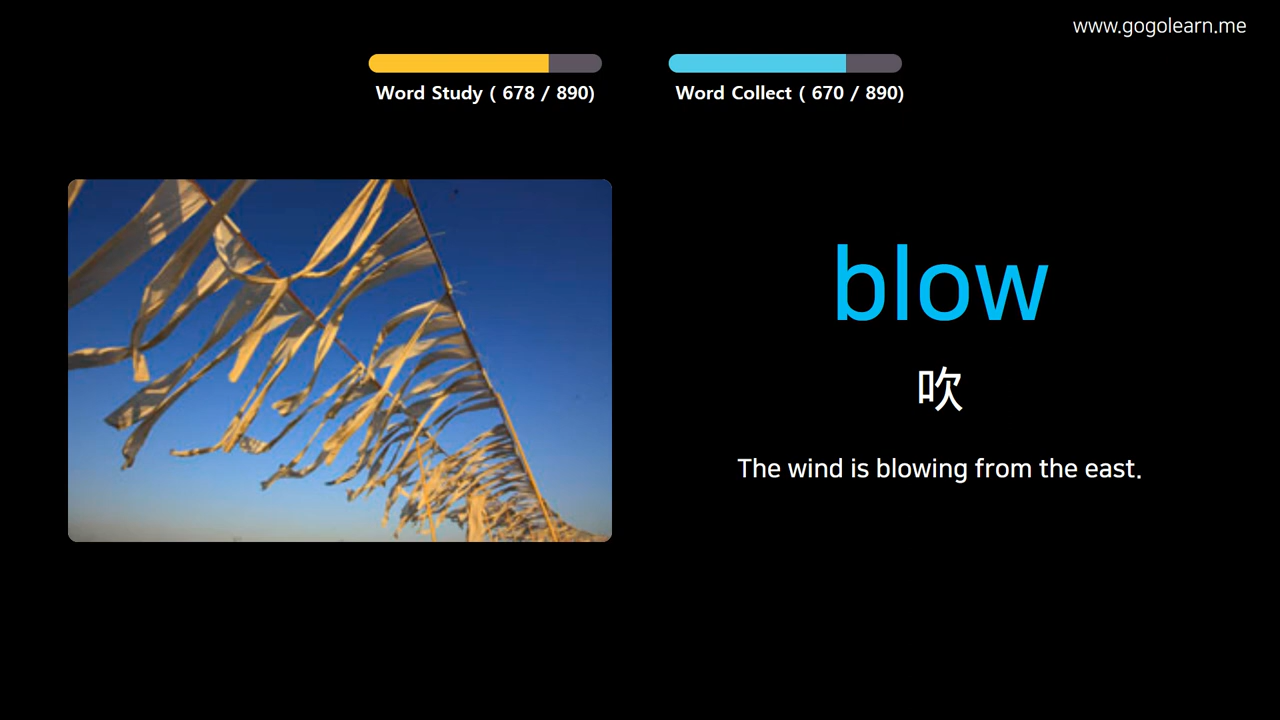 www.gogolearn.me
Word Study ( 678 / 890)
Word Collect ( 670 / 890)
blow
吹
The wind is blowing from the east.